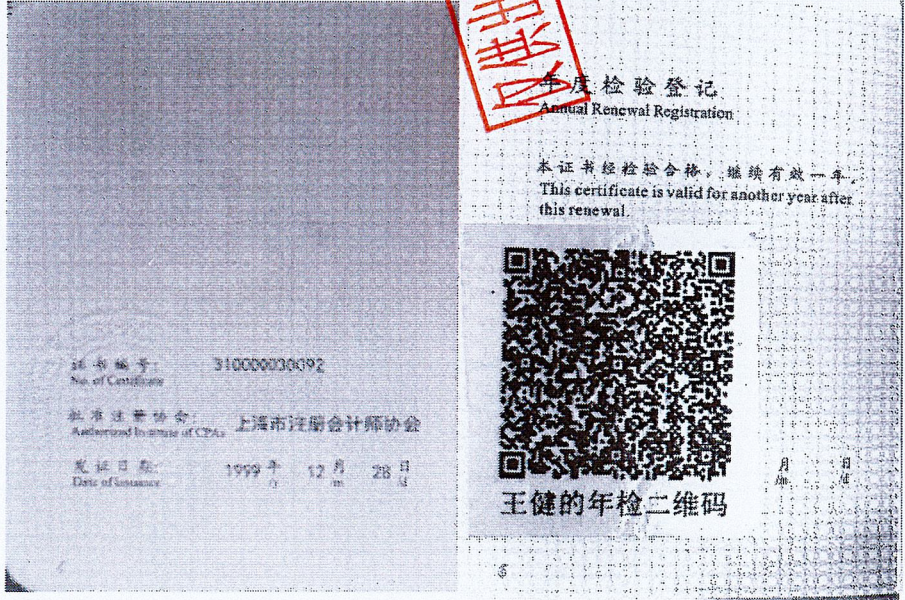 证书编号:
No. of Certificate
310000030092
批准注册协会:
Authorized Institute of CPAs
上海市注册会计师协会
发证日期:
Date of Issuance
1999 年 12 月 28 日
/y /m /d
年度检验登记
Annual Renewal Registration
本证书经检验合格，继续有效一年。
This certificate is valid for another year after
this renewal.
王健的年检二维码
月 日
/m /d